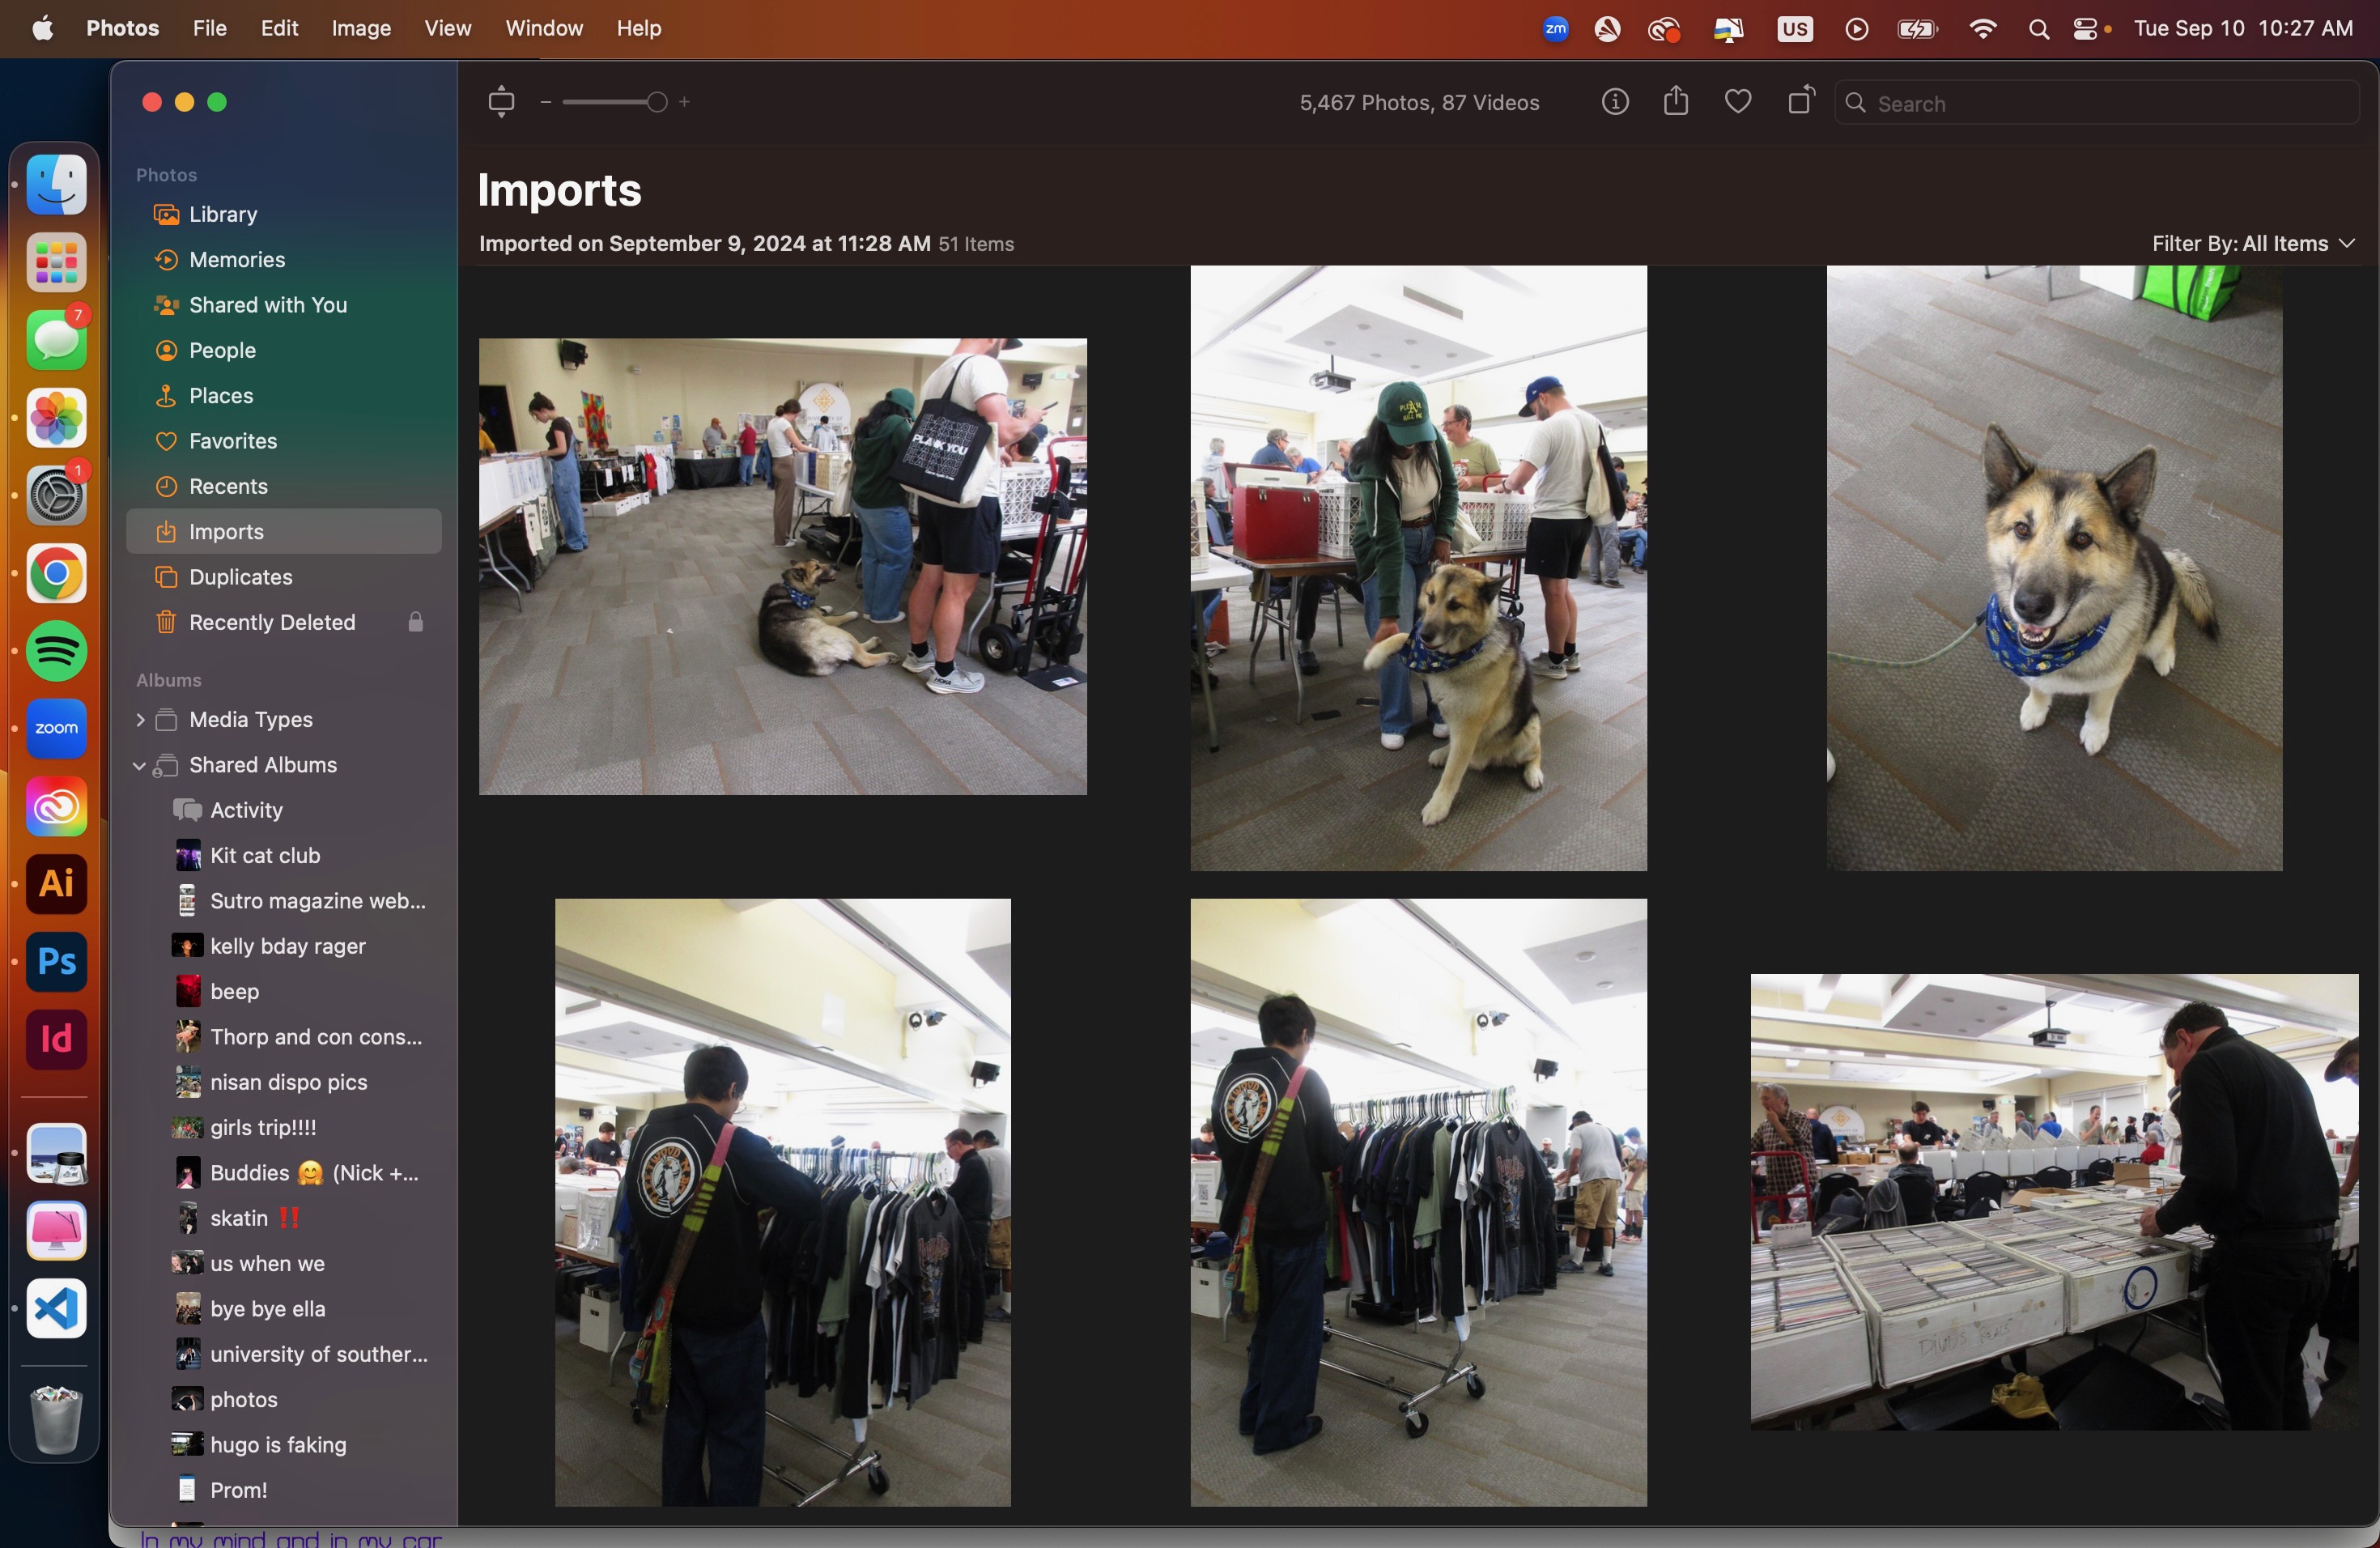 Photos File Edit Image View Window Help
zm US Tue Sep 10 10:27 AM
5,467 Photos, 87 Videos
Search
Imports
Imported on September 9, 2024 at 11:28 AM 51 Items
Filter By: All Items
7
1
zoom
Ai
Ps
Id
Photos
Library
Memories
Shared with You
People
Places
Favorites
Recents
Imports
Duplicates
Recently Deleted
Albums
Media Types
Shared Albums
Activity
Kit cat club
Sutro magazine web...
kelly bday rager
beep
Thorp and con cons...
nisan dispo pics
girls trip!!!!
Buddies 🤗 (Nick +...
skatin ‼️
us when we
bye bye ella
university of souther...
photos
hugo is faking
Prom!
In my mind and in my car
PLANK YOU
PLEASE
KILL ME